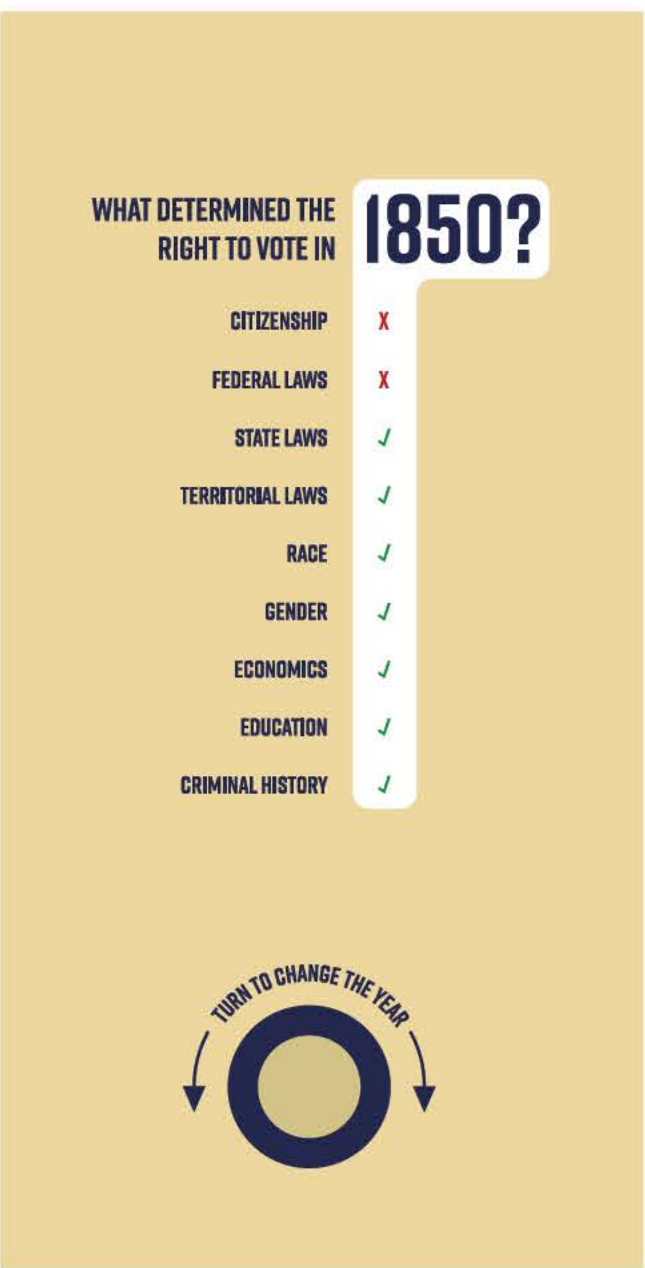 WHAT DETERMINED THE
RIGHT TO VOTE IN 1850?
CITIZENSHIP X
FEDERAL LAWS X
STATE LAWS ✓
TERRITORIAL LAWS ✓
RACE ✓
GENDER ✓
ECONOMICS ✓
EDUCATION ✓
CRIMINAL HISTORY ✓
TURN TO CHANGE THE YEAR